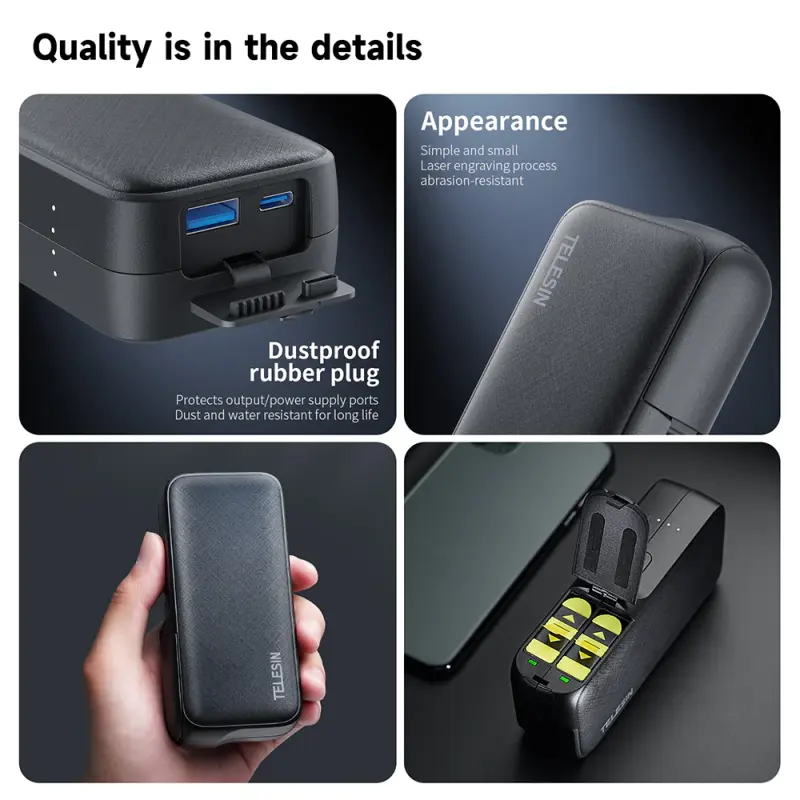 Quality is in the details
Dustproof
rubber plug
Protects output/power supply ports
Dust and water resistant for long life
Appearance
Simple and small
Laser engraving process
abrasion-resistant
TELESIN
TELESIN
TELESIN